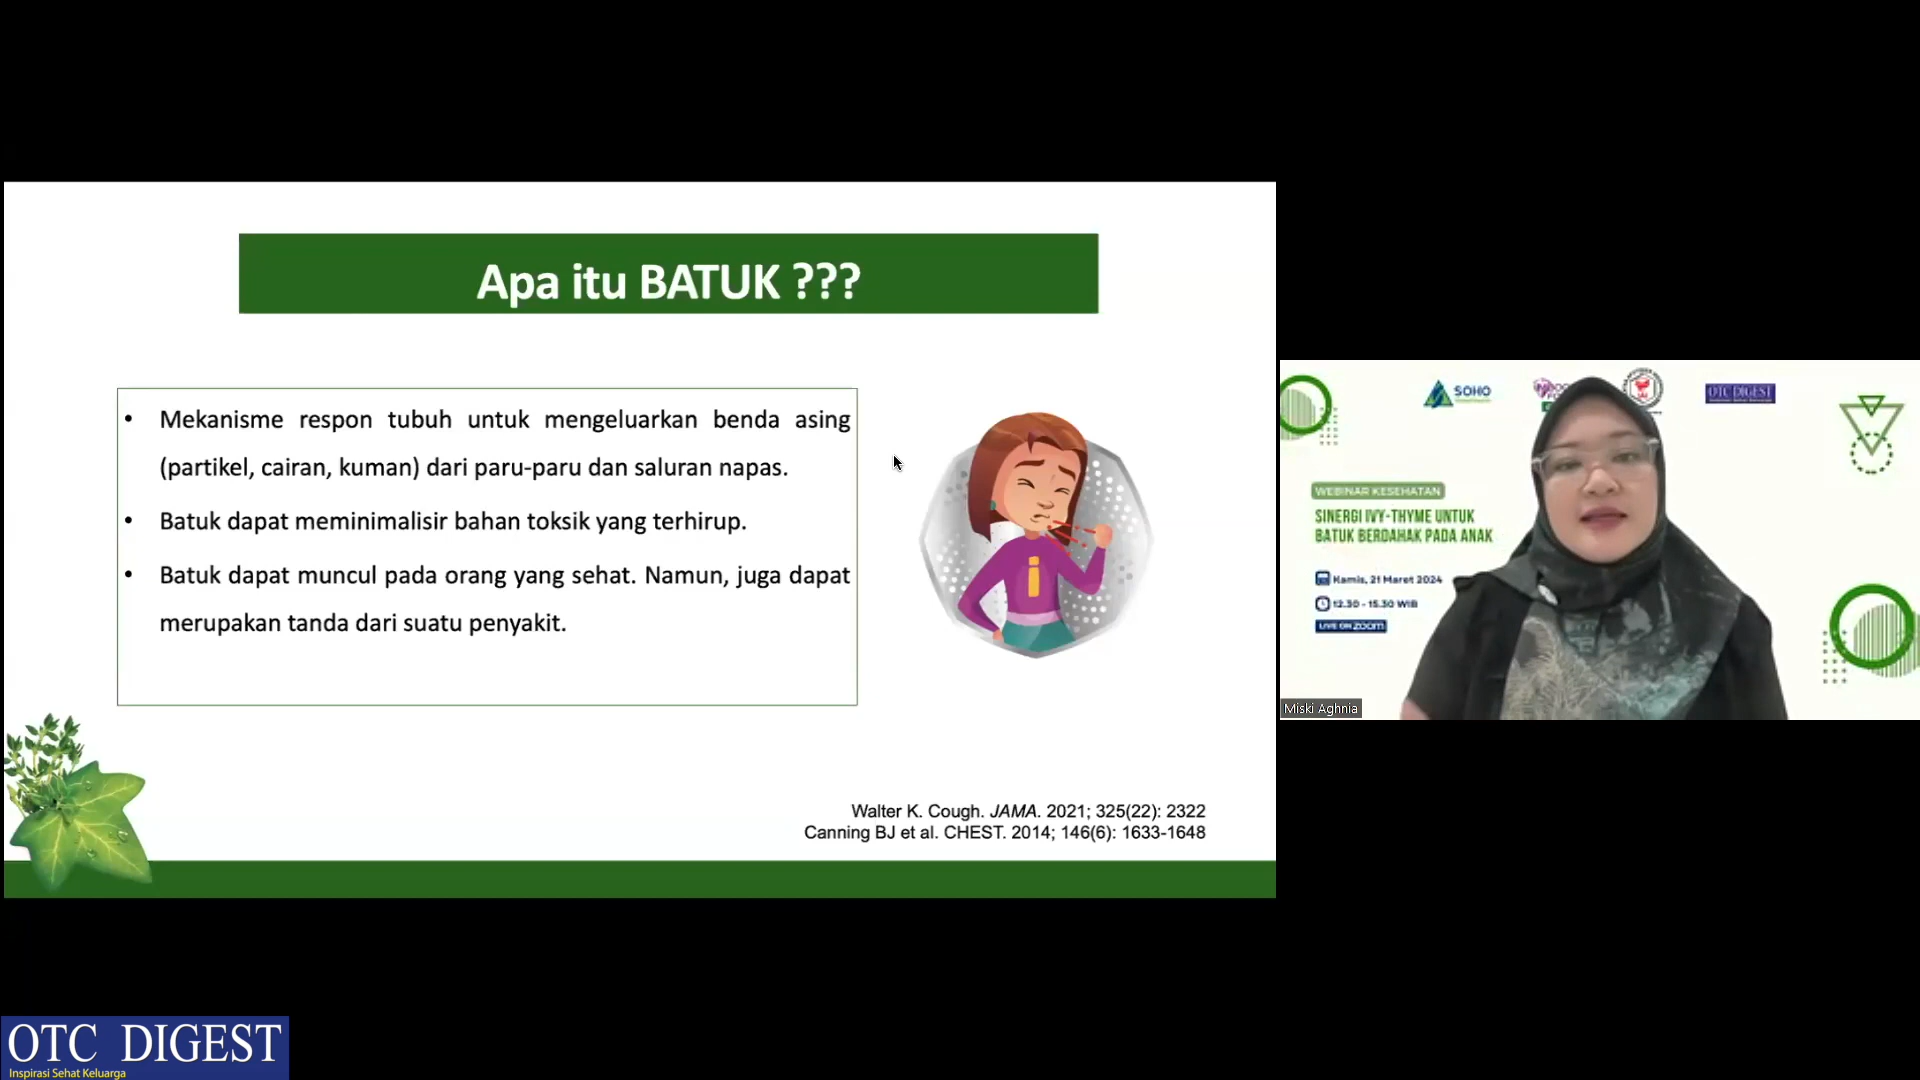 Apa itu BATUK ???
• Mekanisme respon tubuh untuk mengeluarkan benda asing
(partikel, cairan, kuman) dari paru-paru dan saluran napas.
• Batuk dapat meminimalisir bahan toksik yang terhirup.
• Batuk dapat muncul pada orang yang sehat. Namun, juga dapat
merupakan tanda dari suatu penyakit.
Walter K. Cough. JAMA. 2021; 325(22): 2322
Canning BJ et al. CHEST. 2014; 146(6): 1633-1648
SOHO
OTC DIGEST
WEBINAR KESEHATAN
SINERGI IVY-THYME UNTUK
BATUK BERDAHAK PADA ANAK
Kamis, 21 Maret 2024
12.30 - 15.30 WIB
LIVE ON zoom
Miski Aghnia
OTC DIGEST
Inspirasi Sehat Keluarga